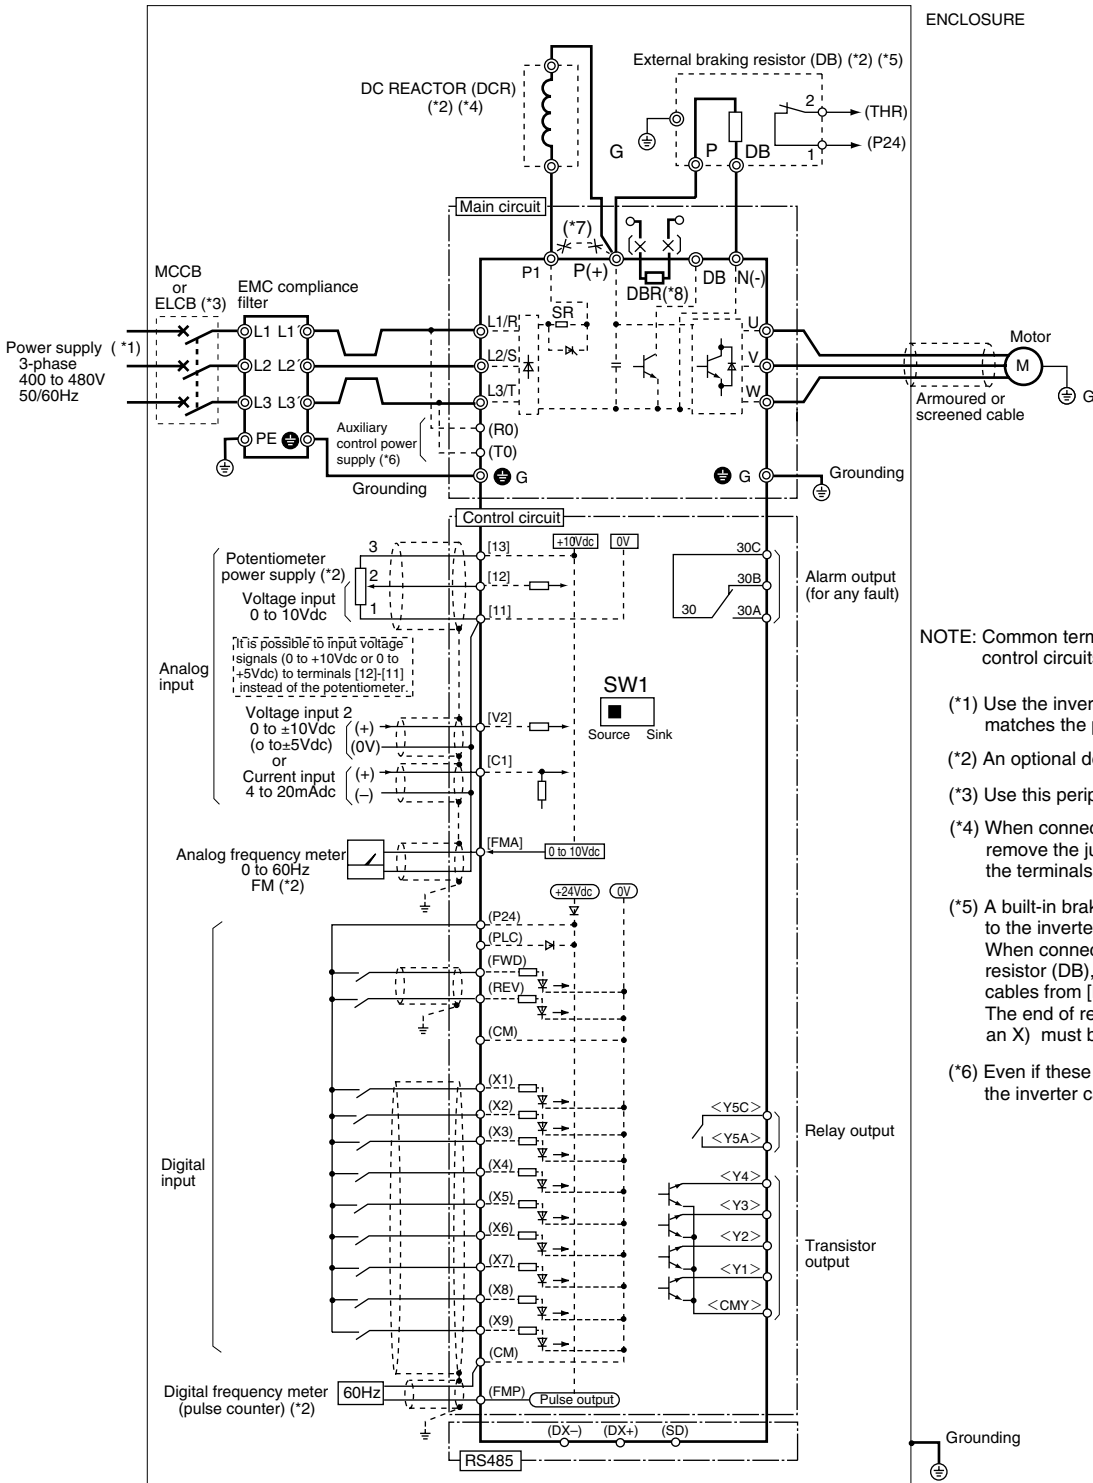 ENCLOSURE
External braking resistor (DB) (*2) (*5)
DC REACTOR (DCR)
(*2) (*4)
2
(THR)
(P24)
1
G
P
DB
Main circuit
(*7)
P1
P(+)
DBR(*8)
DB
N(-)
MCCB
or
ELCB (*3)
EMC compliance
filter
SR
Power supply ( *1)
3-phase
400 to 480V
50/60Hz
L1 L1´
L2 L2´
L3 L3´
PE
L1/R
L2/S
L3/T
U
V
W
Motor
M
G
Armoured or
screened cable
Auxiliary
control power
supply (*6)
(R0)
(T0)
G
G
Grounding
Grounding
Control circuit
Potentiometer
power supply (*2)
Voltage input
0 to 10Vdc
3
2
1
[13]
[12]
[11]
+10Vdc
0V
30C
30B
30
30A
Alarm output
(for any fault)
It is possible to input voltage
signals (0 to +10Vdc or 0 to
+5Vdc) to terminals [12]-[11]
instead of the potentiometer.
Analog
input
SW1
Source Sink
Voltage input 2
0 to ±10Vdc
(o to±5Vdc)
or
Current input
4 to 20mAdc
(+)
(0V)
(+)
(–)
[V2]
[C1]
Analog frequency meter
0 to 60Hz
FM (*2)
[FMA]
0 to 10Vdc
+24Vdc
0V
(P24)
(PLC)
(FWD)
(REV)
(CM)
(X1)
(X2)
(X3)
(X4)
(X5)
(X6)
(X7)
(X8)
(X9)
(CM)
Digital
input
<Y5C>
<Y5A>
Relay output
<Y4>
<Y3>
<Y2>
<Y1>
<CMY>
Transistor
output
Digital frequency meter
(pulse counter) (*2)
60Hz
(FMP)
Pulse output
(DX–) (DX+) (SD)
RS485
Grounding
NOTE: Common term
control circuit
(*1) Use the inver
matches the
(*2) An optional d
(*3) Use this perip
(*4) When connec
remove the ju
the terminals
(*5) A built-in brak
to the inverte
When connec
resistor (DB),
cables from [
The end of re
an X) must b
(*6) Even if these
the inverter c